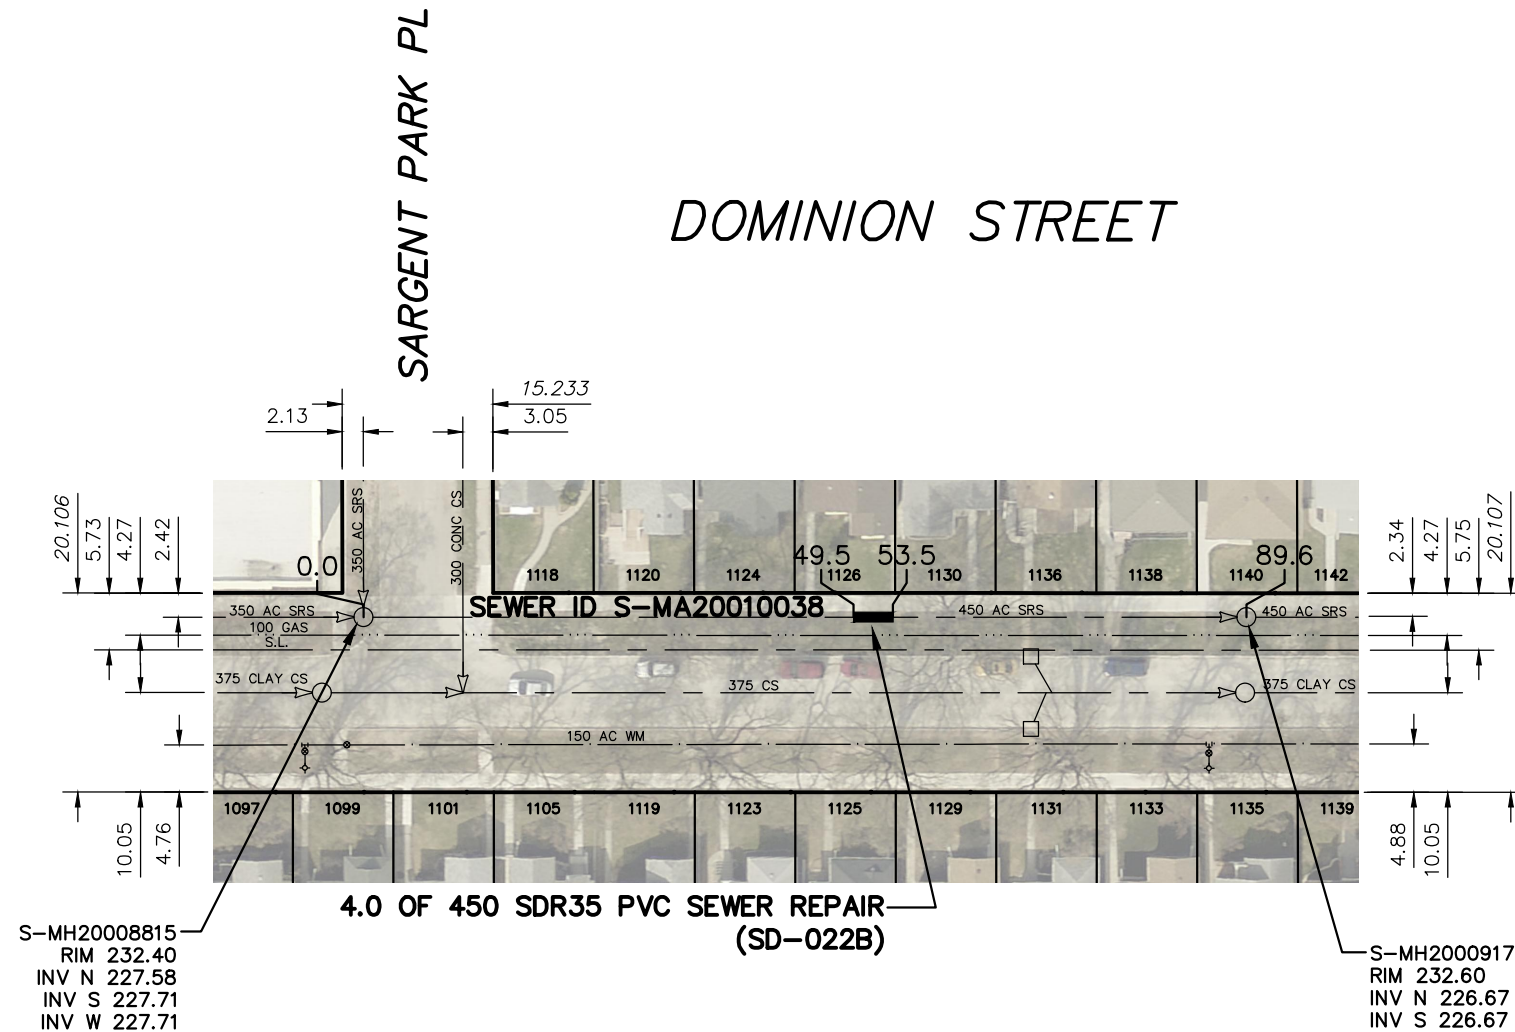 SARGENT PARK PL
DOMINION STREET
15.233
2.13
3.05
20.106
5.73
4.27
2.42
350 AC SRS
300 CONC CS
2.34
4.27
5.75
20.107
0.0
49.5
53.5
89.6
1118
1120
1124
1126
1130
1136
1138
1140
1142
350 AC SRS
SEWER ID S-MA20010038
450 AC SRS
450 AC SRS
100 GAS
S.L.
375 CLAY CS
375 CS
375 CLAY CS
150 AC WM
1097
1099
1101
1105
1119
1123
1125
1129
1131
1133
1135
1139
10.05
4.76
4.88
10.05
4.0 OF 450 SDR35 PVC SEWER REPAIR
(SD-022B)
S-MH20008815
RIM 232.40
INV N 227.58
INV S 227.71
INV W 227.71
S-MH2000917
RIM 232.60
INV N 226.67
INV S 226.67